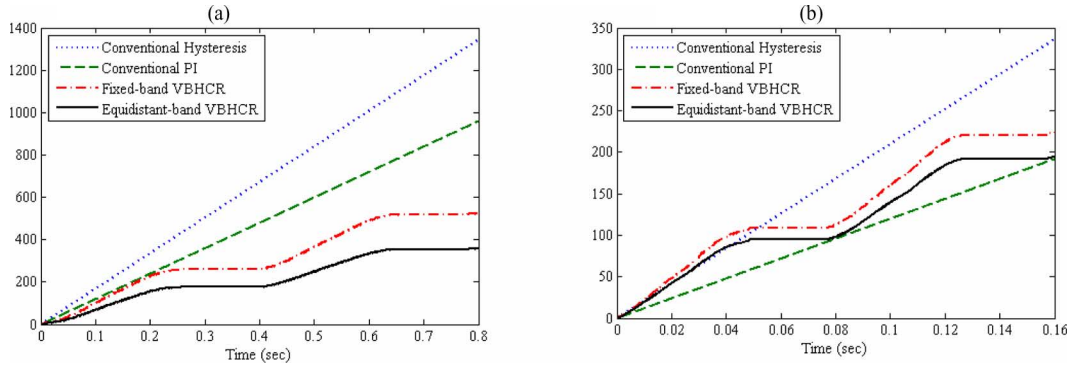 (a)
1400
1200
1000
800
600
400
200
0
Conventional Hysteresis
Conventional PI
Fixed-band VBHCR
Equidistant-band VBHCR
0 0.1 0.2 0.3 0.4 0.5 0.6 0.7 0.8
Time (sec)
(b)
350
300
250
200
150
100
50
0
Conventional Hysteresis
Conventional PI
Fixed-band VBHCR
Equidistant-band VBHCR
0 0.02 0.04 0.06 0.08 0.1 0.12 0.14 0.16
Time (sec)